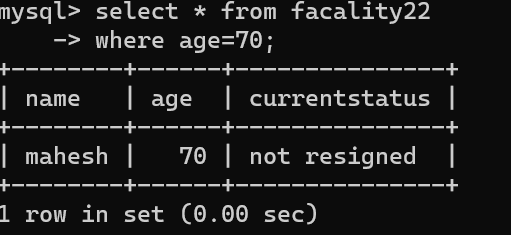 mysql> select * from facality22
    -> where age=70;
+--------+------+---------------+
| name   | age  | currentstatus |
+--------+------+---------------+
| mahesh |   70 | not resigned  |
+--------+------+---------------+
1 row in set (0.00 sec)